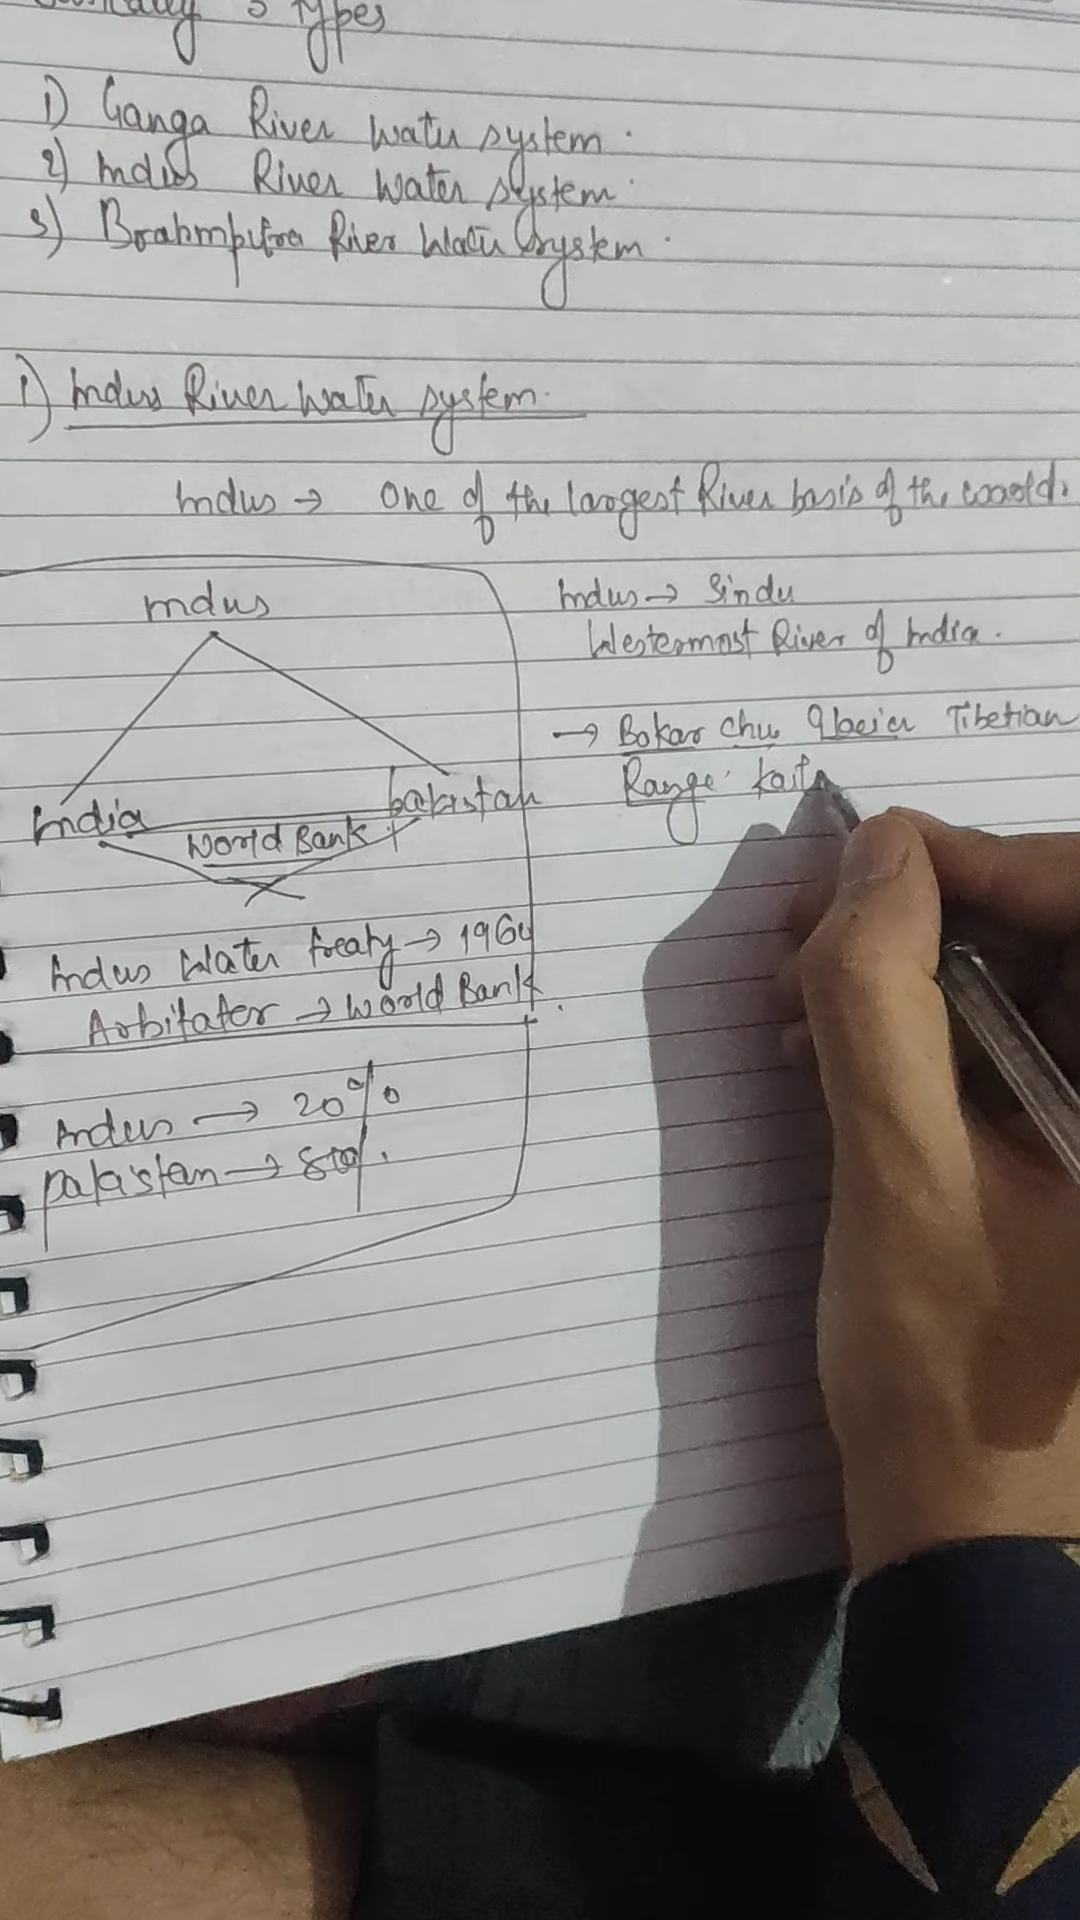 3 Types
1) Ganga River Water system.
2) Indus River Water system.
3) Brahmputra River Water System.
1) Indus River Water system.
Indus → One of the largest River basis of the world.
Indus
India
Pakistan
World Bank
Indus Water treaty → 1960
Arbitater → World Bank.
Indus → 20%
Pakistan → 80%.
Indus → Sindu
Westernmost River of India.
→ Bokar Chu Glacier Tibetian
Range.